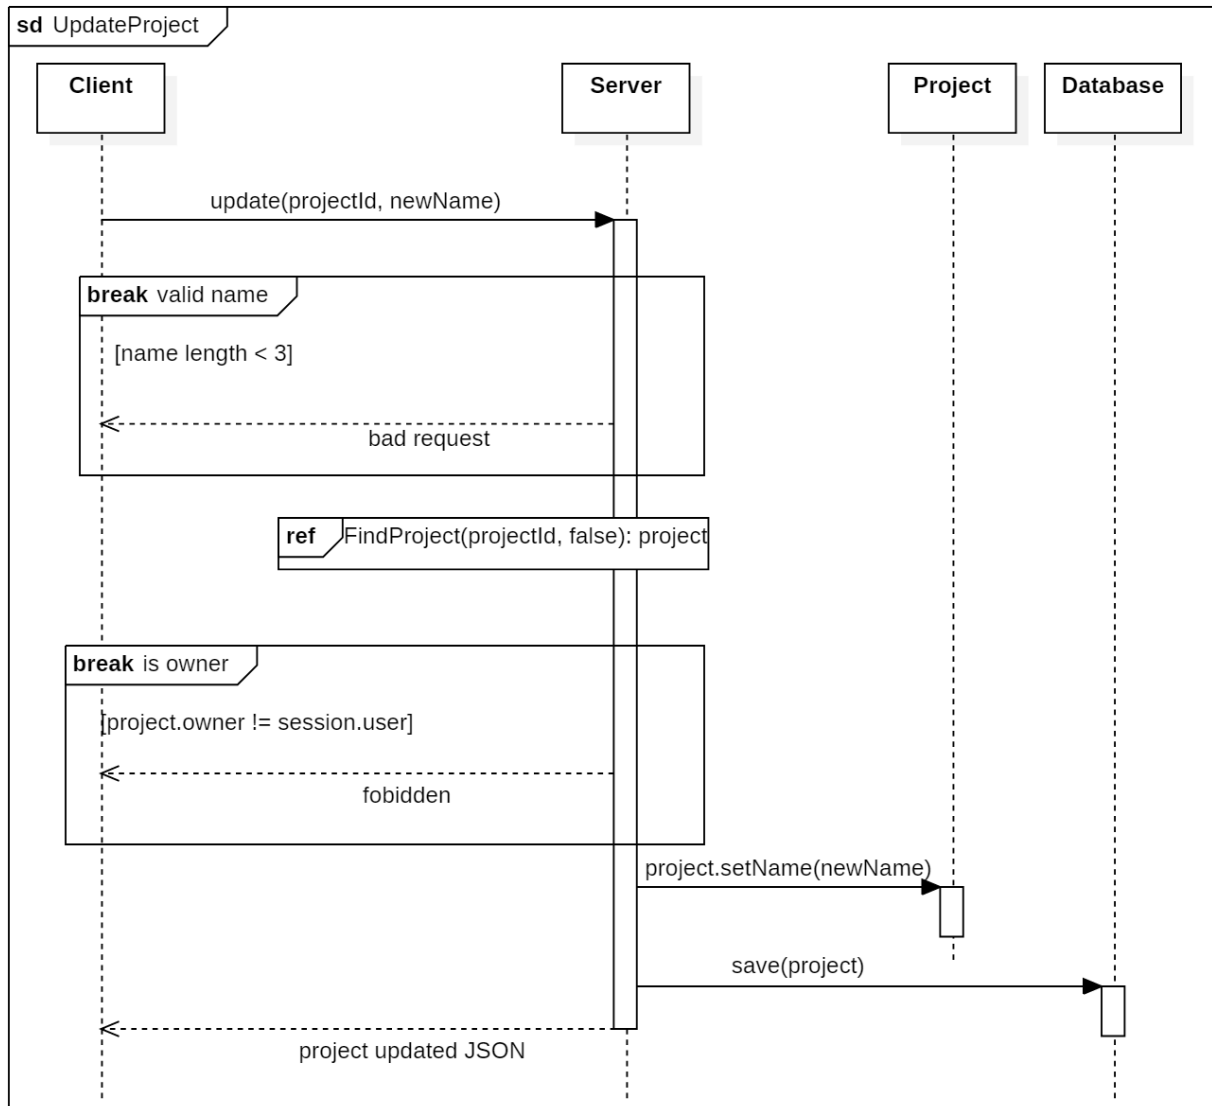 sd UpdateProject
Client
Server
Project
Database
update(projectId, newName)
break valid name
[name length < 3]
bad request
ref FindProject(projectId, false): project
break is owner
[project.owner != session.user]
fobidden
project.setName(newName)
save(project)
project updated JSON